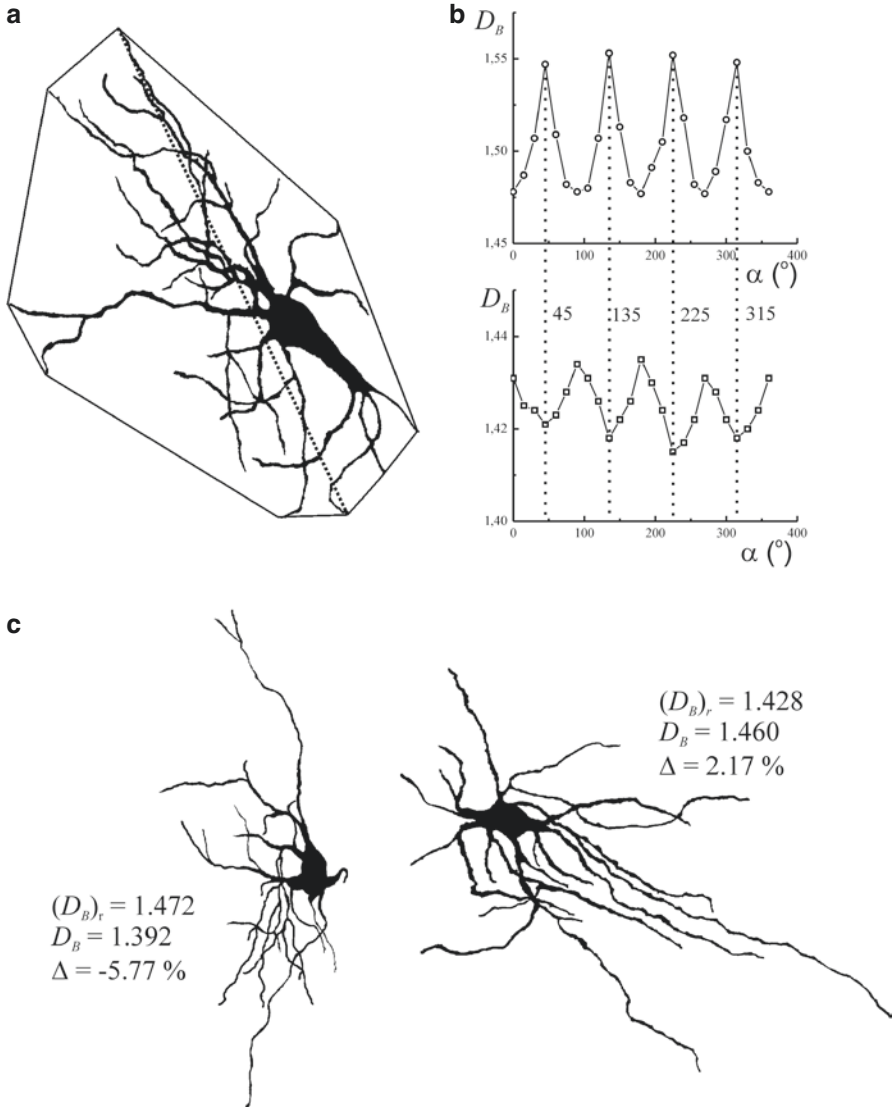 a
b
D_B
1,55
1,50
1,45
0 100 200 300 400
α (°)
D_B
1,44
45 135 225 315
1,42
1,40
0 100 200 300 400
α (°)
c
(D_B)_r = 1.428
D_B = 1.460
Δ = 2.17 %
(D_B)_r = 1.472
D_B = 1.392
Δ = -5.77 %